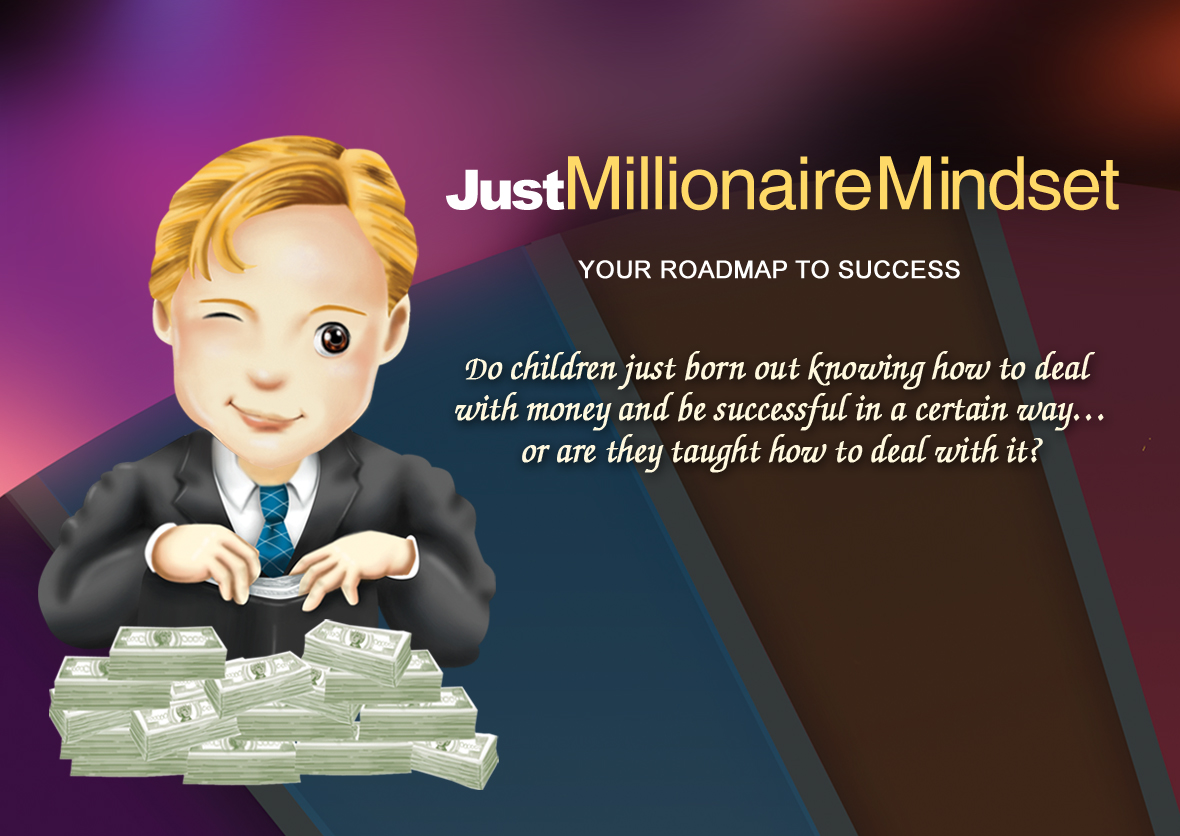 JustMillionaireMindset
YOUR ROADMAP TO SUCCESS
Do children just born out knowing how to deal
with money and be successful in a certain way...
or are they taught how to deal with it?